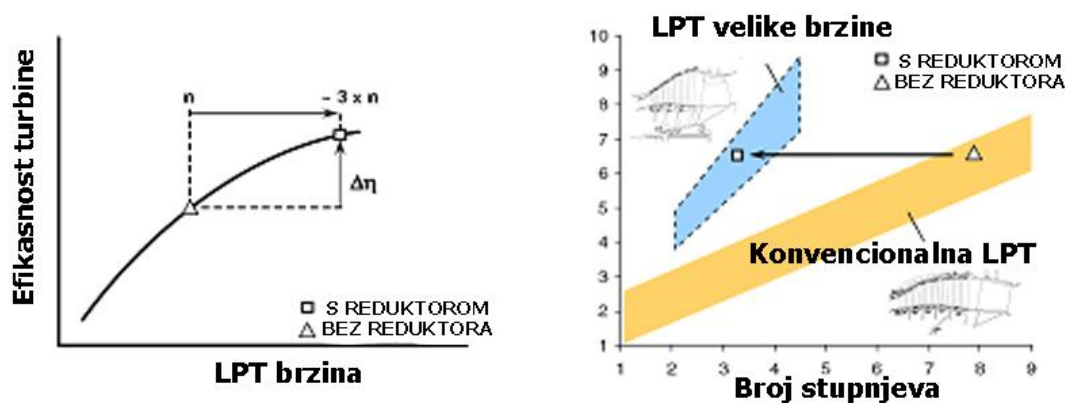 Efikasnost turbine
n
~ 3 x n
Δη
S REDUKTOROM
BEZ REDUKTORA
LPT brzina
LPT velike brzine
S REDUKTOROM
BEZ REDUKTORA
Konvencionalna LPT
10
9
8
7
6
5
4
3
2
1
1 2 3 4 5 6 7 8 9
Broj stupnjeva